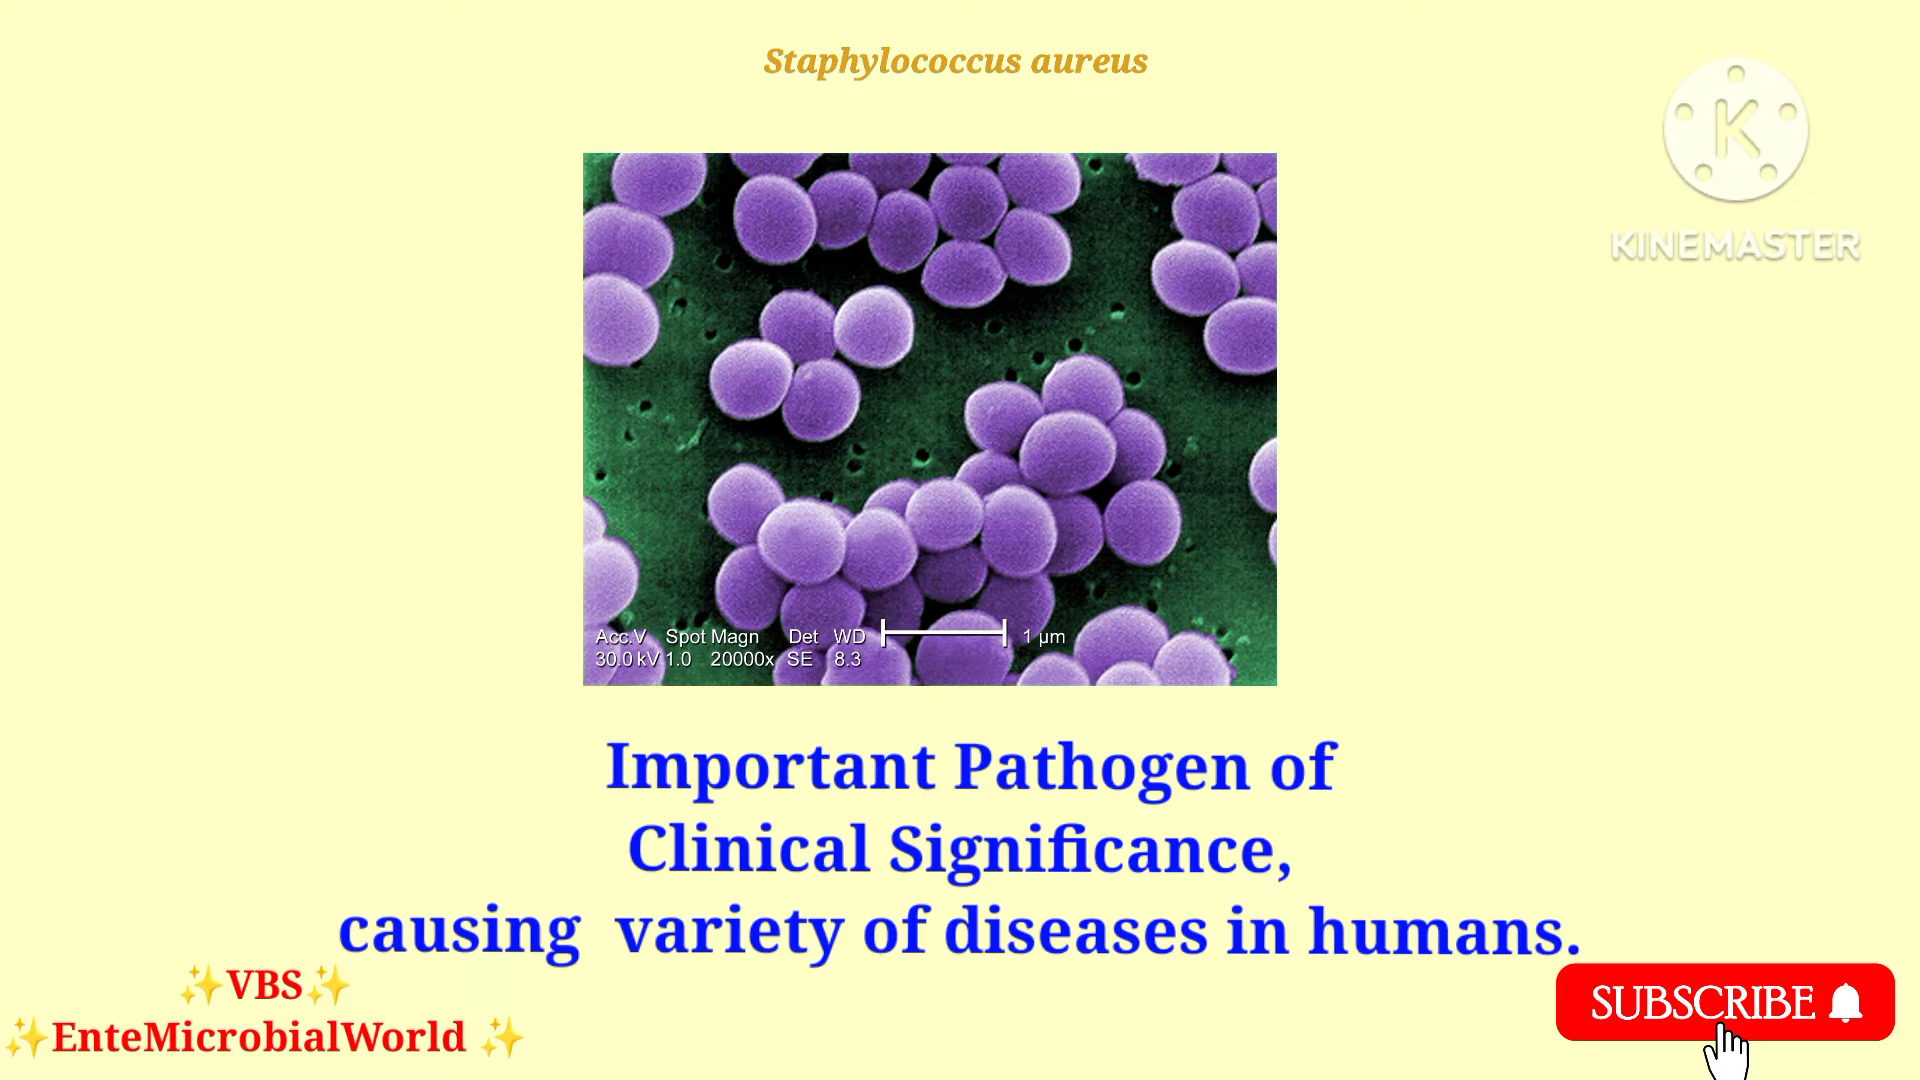 Staphylococcus aureus
K
KINEMASTER
Acc.V Spot Magn Det WD 1 µm
30.0 kV 1.0 20000x SE 8.3
Important Pathogen of
Clinical Significance,
causing variety of diseases in humans.
✨VBS✨
✨EnteMicrobialWorld ✨
SUBSCRIBE